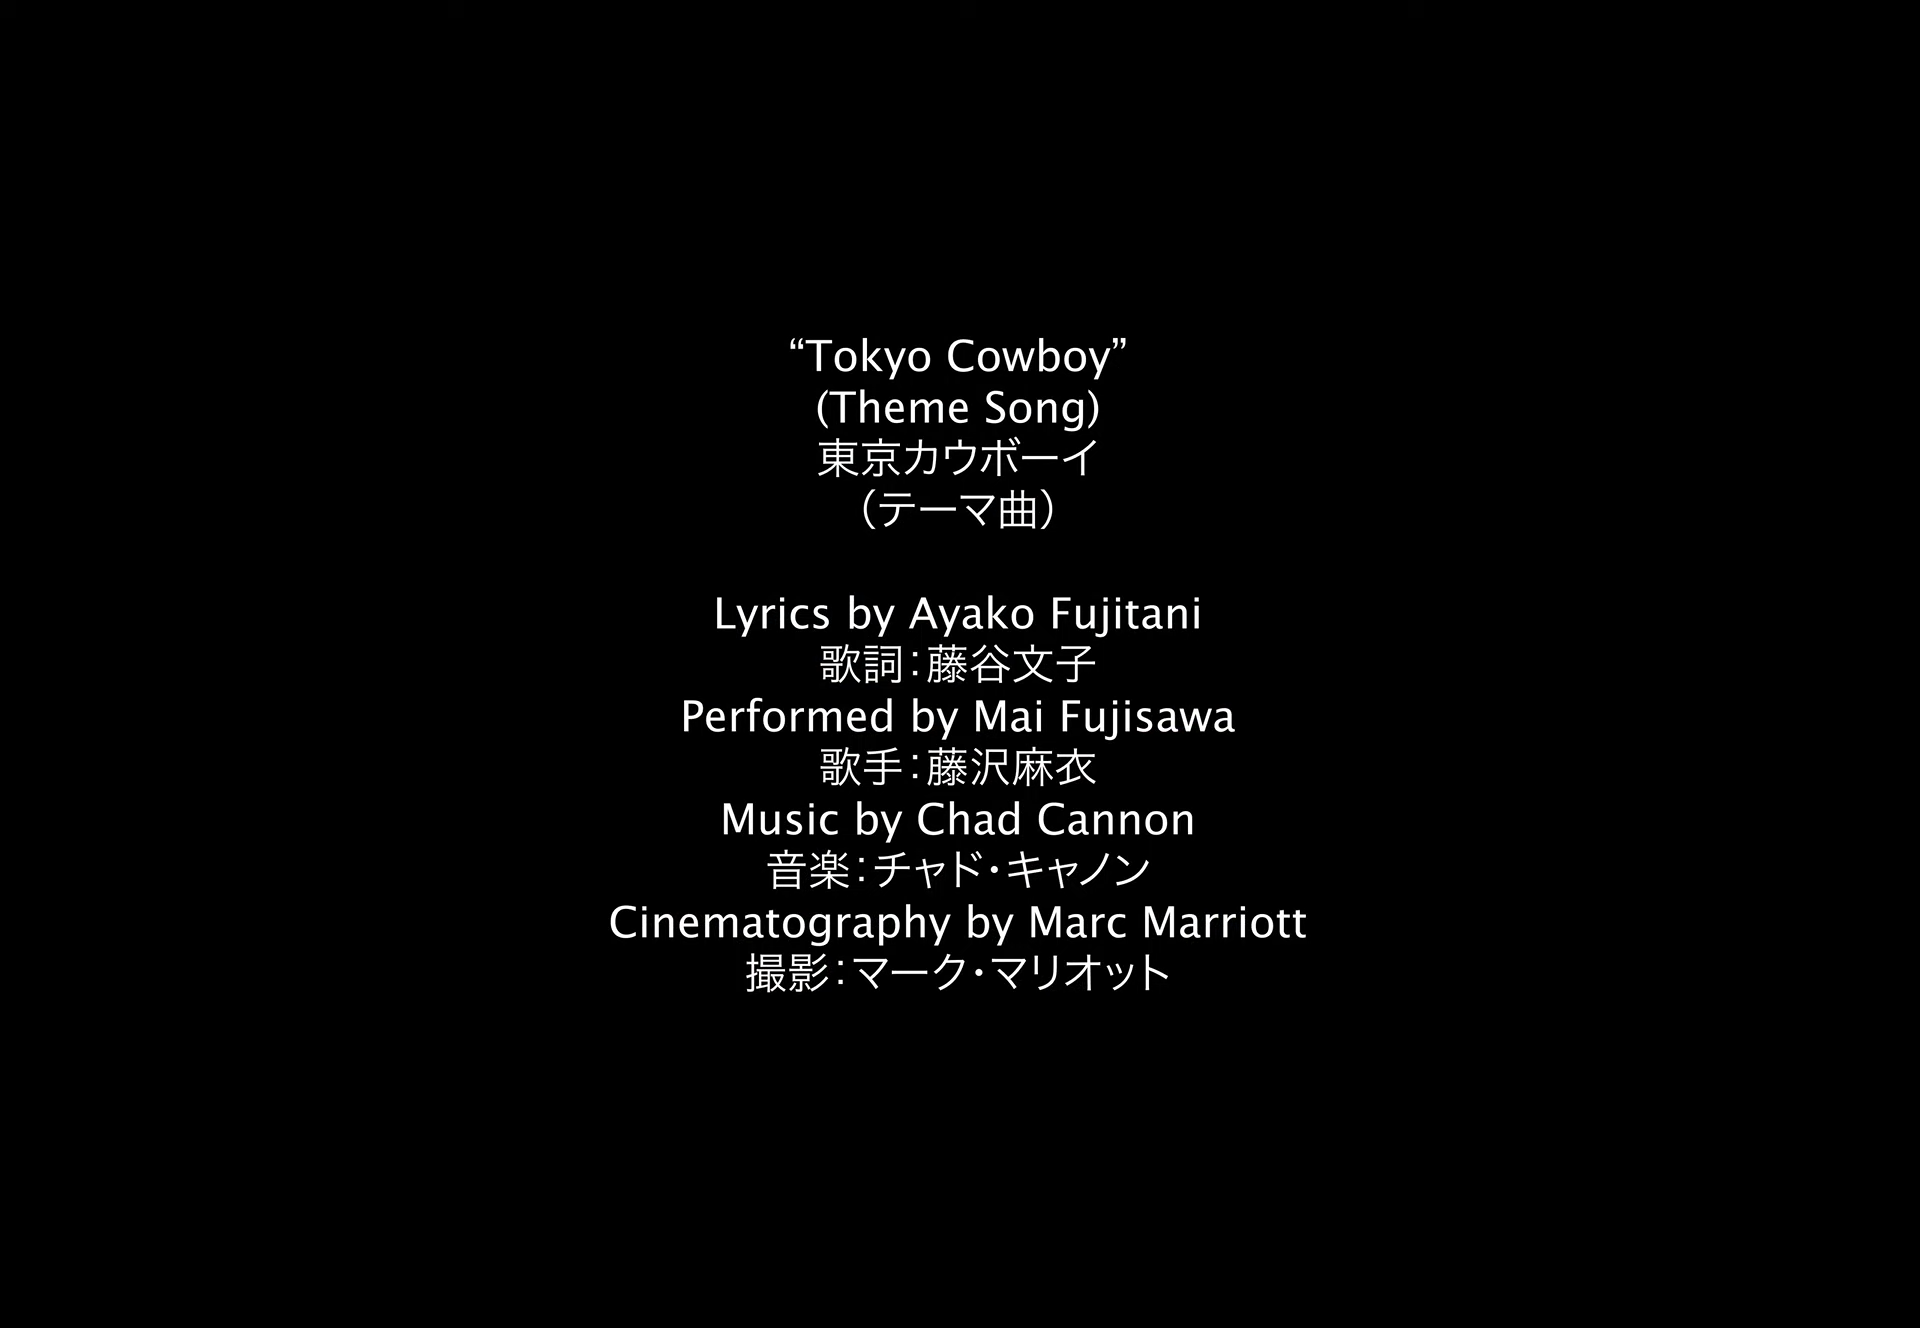 “Tokyo Cowboy”
(Theme Song)
東京カウボーイ
（テーマ曲）
Lyrics by Ayako Fujitani
歌詞：藤谷文子
Performed by Mai Fujisawa
歌手：藤沢麻衣
Music by Chad Cannon
音楽：チャド・キャノン
Cinematography by Marc Marriott
撮影：マーク・マリオット